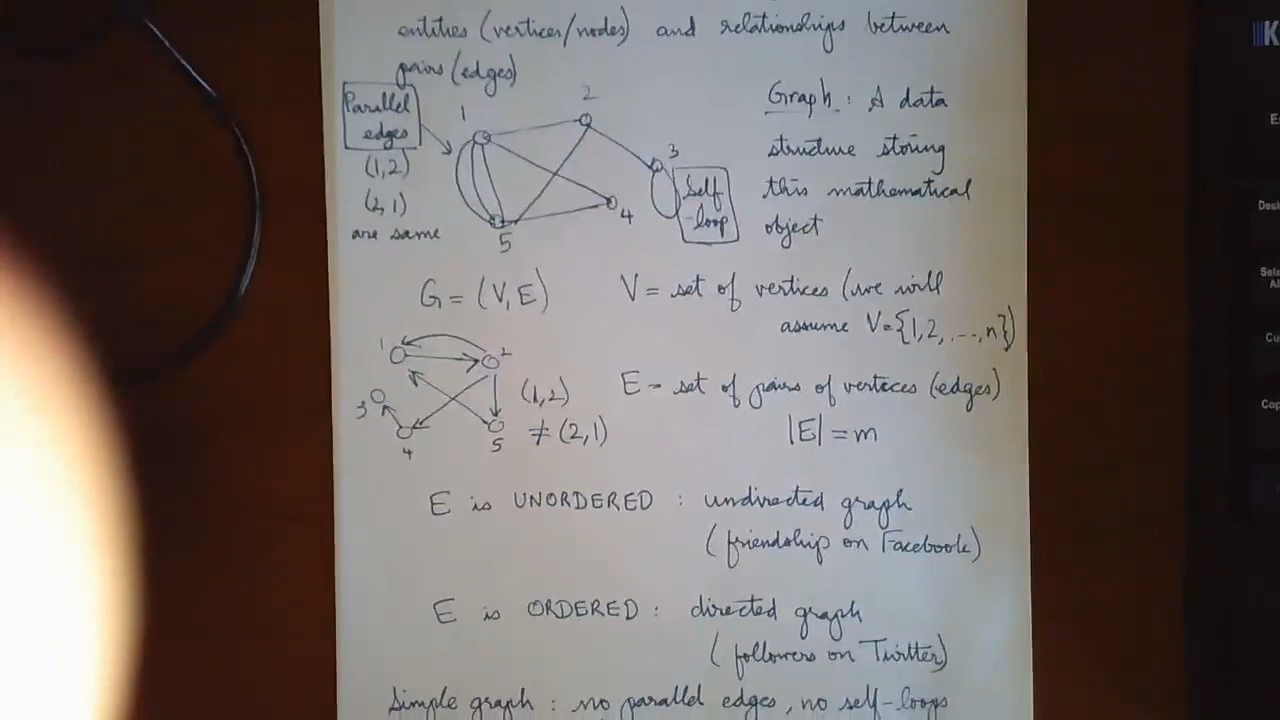 entities (vertices/nodes) and relationships between
pairs (edges)
Parallel
edges
(1,2)
(2,1)
are same
1
2
3
4
5
Self
-loop
Graph: A data
structure storing
this mathematical
object
G = (V, E)
V = set of vertices (we will
assume V={1,2,...,n})
1
2
3
4
5
(1,2)
≠ (2,1)
E = set of pairs of vertices (edges)
|E| = m
E is UNORDERED : undirected graph
(friendship on Facebook)
E is ORDERED : directed graph
(followers on Twitter)
Simple graph : no parallel edges, no self-loops
K